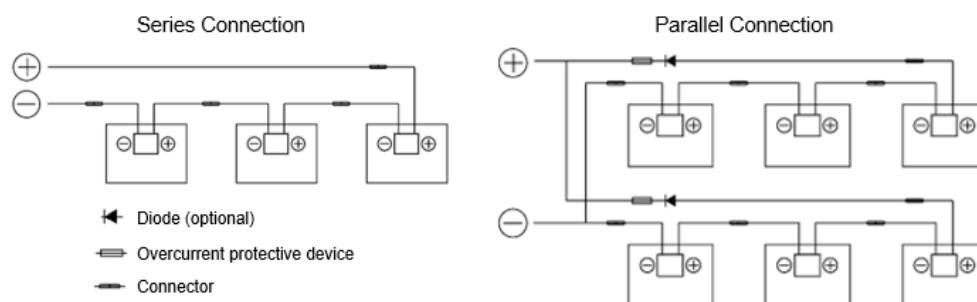 Series Connection
Parallel Connection
Diode (optional)
Overcurrent protective device
Connector